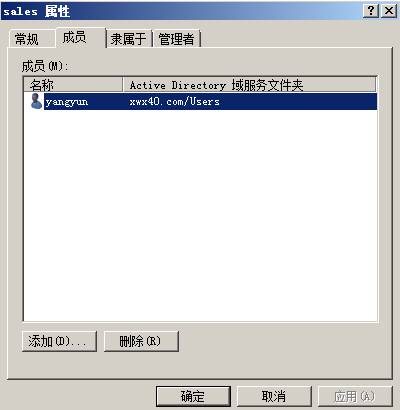 sales 属性
常规 成员 隶属于 管理者
成员(M):
名称 Active Directory 域服务文件夹
yangyun xwx40.com/Users
添加(D)... 删除(R)
确定 取消 应用(A)